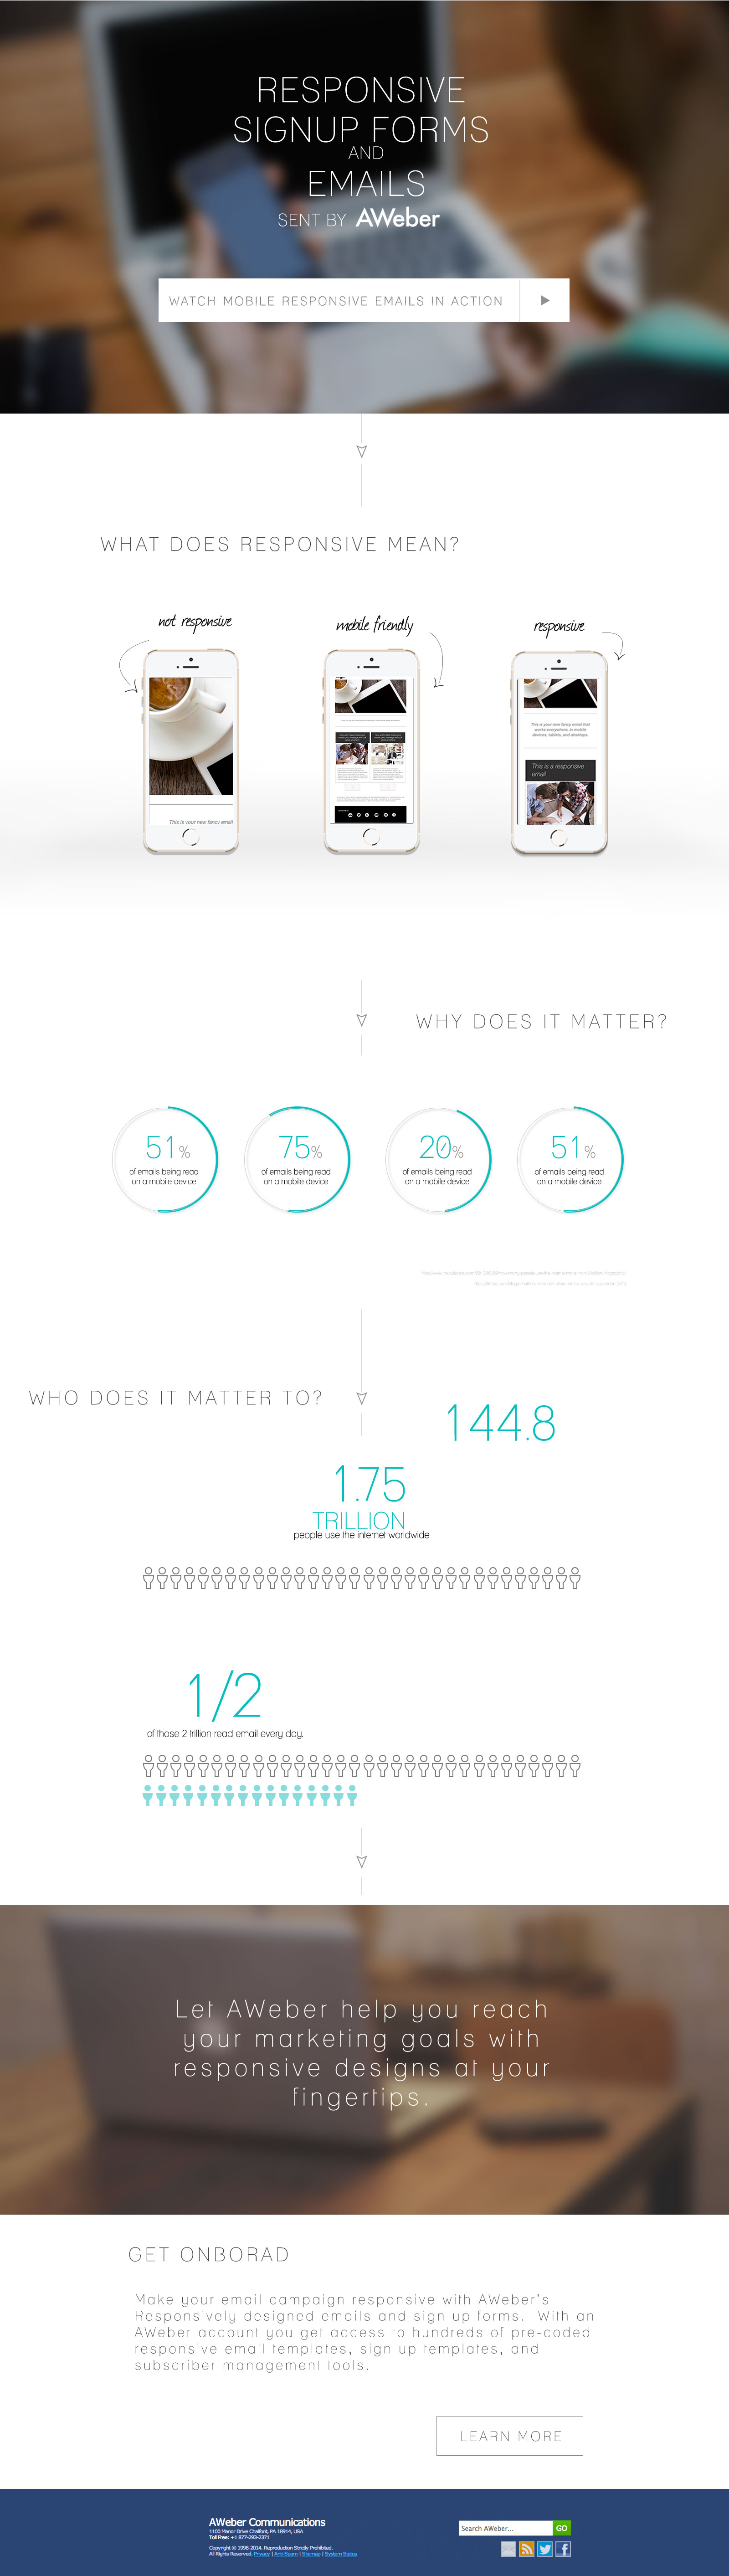 RESPONSIVE
SIGNUP FORMS
AND
EMAILS
SENT BY AWeber
WATCH MOBILE RESPONSIVE EMAILS IN ACTION
WHAT DOES RESPONSIVE MEAN?
not responsive
mobile friendly
responsive
This is your new fancy email
This is your new fancy email that
works everywhere, in mobile
devices, tablets, and desktops.
This is a responsive
email
WHY DOES IT MATTER?
51%
of emails being read
on a mobile device
75%
of emails being read
on a mobile device
20%
of emails being read
on a mobile device
51%
of emails being read
on a mobile device
WHO DOES IT MATTER TO?
144.8
1.75
TRILLION
people use the internet worldwide
1/2
of those 2 trillion read email every day.
Let AWeber help you reach
your marketing goals with
responsive designs at your
fingertips.
GET ONBORAD
Make your email campaign responsive with AWeber's
Responsively designed emails and sign up forms. With an
AWeber account you get access to hundreds of pre-coded
responsive email templates, sign up templates, and
subscriber management tools.
LEARN MORE
AWeber Communications
1100 Manor Drive Chalfont, PA 18914, USA
Toll Free: +1 877-293-2371
Copyright © 1998-2014. Reproduction Strictly Prohibited.
All Rights Reserved. Privacy | Anti-Spam | Sitemap | System Status
Search AWeber... GO